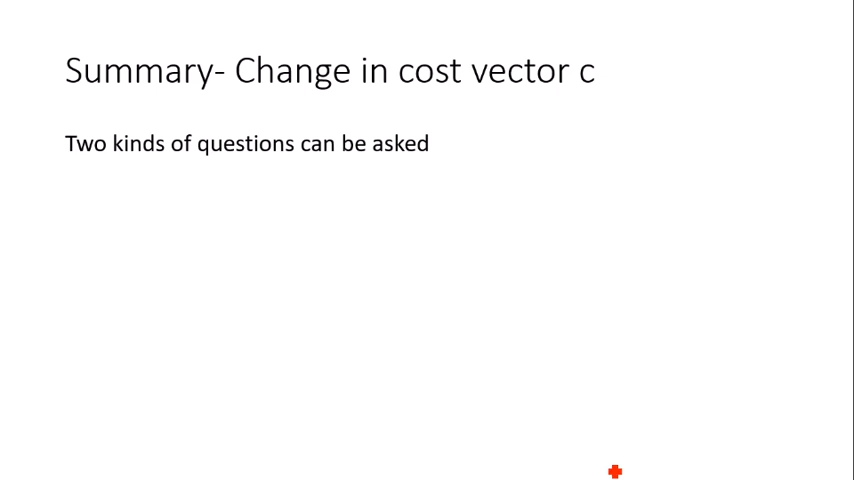 Summary- Change in cost vector c
Two kinds of questions can be asked